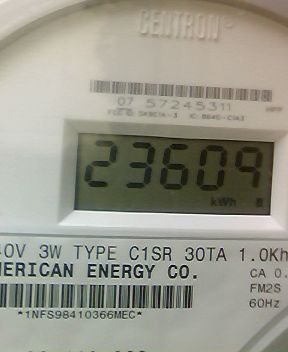 CENTRON
07 57245311
23609
kWh
40V 3W TYPE C1SR 30TA 1.0Kh
MERICAN ENERGY CO.
CA 0.
FM2S
60Hz
*1NFS98410366MEC*